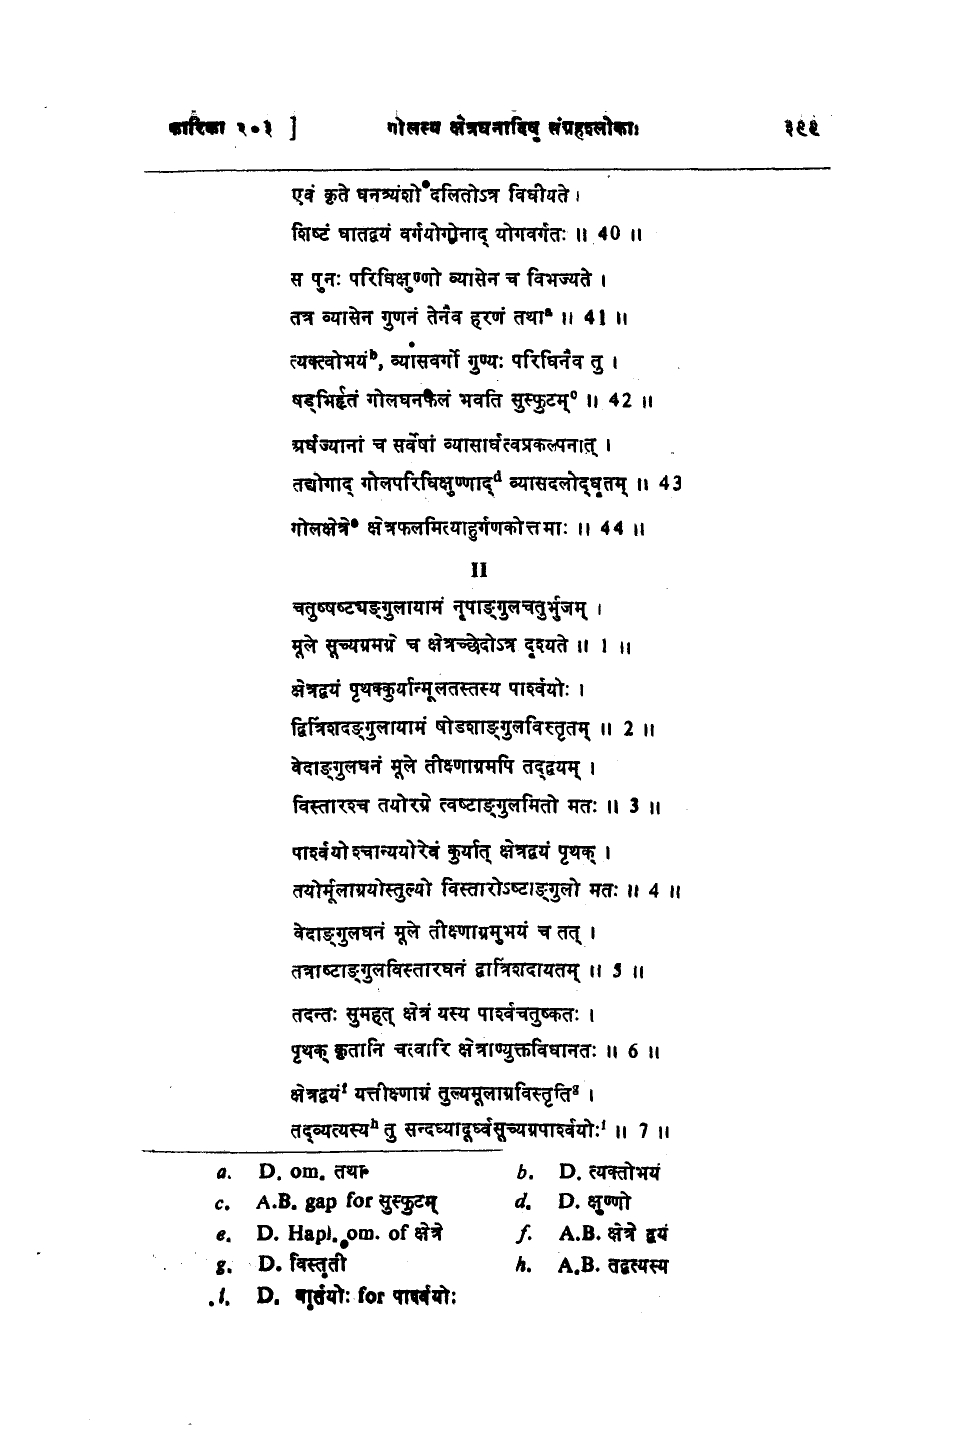 कारिका २०३ ] गोलस्य क्षेत्रघनादिषु संग्रहश्लोकाः ३९९
एवं कृते घनत्र्यंशो दलितोऽत्र विधीयते ।
शिष्टं घातद्वयं वर्गयोगोनाद् योगवर्गतः ॥ 40 ॥
स पुनः परिधिक्षुण्णो व्यासेन च विभज्यते ।
तत्र व्यासेन गुणनं तेनैव हरणं तथाª ॥ 41 ॥
त्यक्त्वोभयंᵇ, व्यासवर्गो गुण्यः परिधिनैव तु ।
षड्भिर्हृतं गोलघनफलं भवति सुस्फुटम्ᶜ ॥ 42 ॥
अर्धज्यानां च सर्वेषां व्यासार्धत्वप्रकल्पनात् ।
तद्योगाद् गोलपरिधिक्षुण्णाद्ᵈ व्यासदलोद्धृतम् ॥ 43
गोलक्षेत्रेᵉ क्षेत्रफलमित्याहुर्गणकोत्तमाः ॥ 44 ॥
II
चतुष्षष्ट्यङ्गुलायामं नृपाङ्गुलचतुर्भुजम् ।
मूले सूच्यग्रमग्रे च क्षेत्रच्छेदोऽत्र दृश्यते ॥ 1 ॥
क्षेत्रद्वयं पृथक्कुर्यान्मूलतस्तस्य पार्श्वयोः ।
द्वित्रिंशदङ्गुलायामं षोडशाङ्गुलविस्तृतम् ॥ 2 ॥
वेदाङ्गुलघनं मूले तीक्ष्णाग्रमपि तद्द्वयम् ।
विस्तारश्च तयोरग्रे त्वष्टाङ्गुलमितो मतः ॥ 3 ॥
पार्श्वयोश्चान्ययोरेवं कुर्यात् क्षेत्रद्वयं पृथक् ।
तयोर्मूलाग्रयोस्तुल्यो विस्तारोऽष्टाङ्गुलो मतः ॥ 4 ॥
वेदाङ्गुलघनं मूले तीक्ष्णाग्रमुभयं च तत् ।
तत्राष्टाङ्गुलविस्तारघनं द्वात्रिंशदायतम् ॥ 5 ॥
तदन्तः सुमहत् क्षेत्रं यस्य पार्श्वचतुष्कतः ।
पृथक् कृतानि चत्वारि क्षेत्राण्युक्तविधानतः ॥ 6 ॥
क्षेत्रद्वयंᶠ यत्तीक्ष्णाग्रं तुल्यमूलाग्रविस्तृतिᵍ ।
तद्व्यत्यस्यʰ तु सन्दध्यादूर्ध्वसूच्यग्रपार्श्वयोःⁱ ॥ 7 ॥
a. D. om. तथा b. D. त्यक्तोभयं
c. A.B. gap for सुस्फुटम् d. D. क्षुण्णो
e. D. Hapl. om. of क्षेत्रे f. A.B. क्षेत्रे द्वयं
g. D. विस्तृती h. A.B. तद्वत्यस्य
i. D. वार्तयोः for पार्श्वयोः